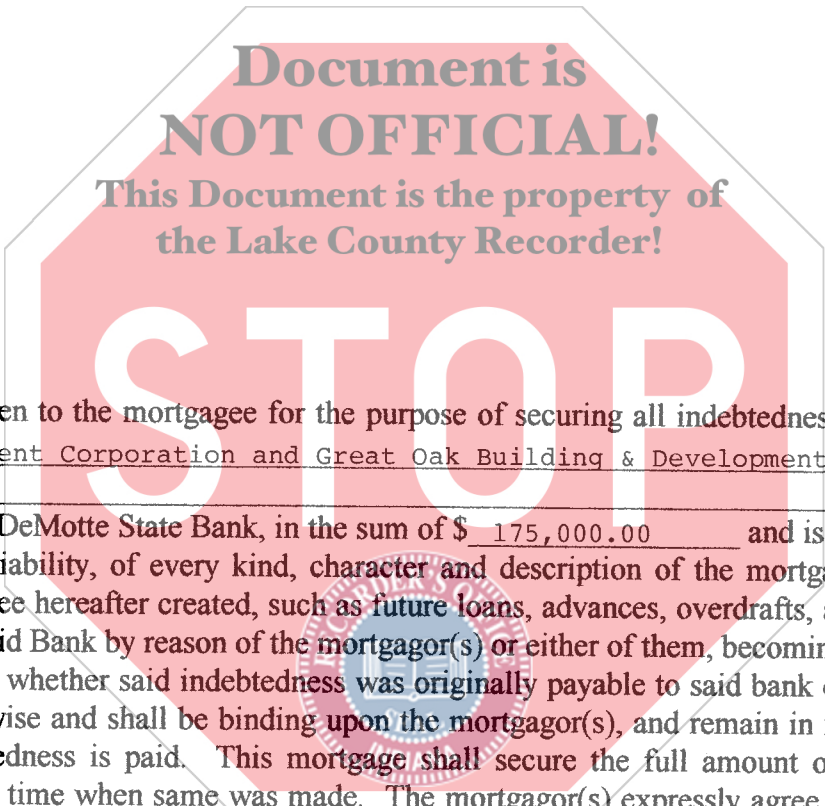 Document is
NOT OFFICIAL!
This Document is the property of
the Lake County Recorder!
STOP
en to the mortgagee for the purpose of securing all indebtednes
ent Corporation and Great Oak Building & Development
DeMotte State Bank, in the sum of $ 175,000.00 and is
iability, of every kind, character and description of the mortga
ee hereafter created, such as future loans, advances, overdrafts,
id Bank by reason of the mortgagor(s) or either of them, becomin
whether said indebtedness was originally payable to said bank
wise and shall be binding upon the mortgagor(s), and remain in
edness is paid. This mortgage shall secure the full amount o
time when same was made. The mortgagor(s) expressly agree
RECORDER'S OFFICE
INDIANA